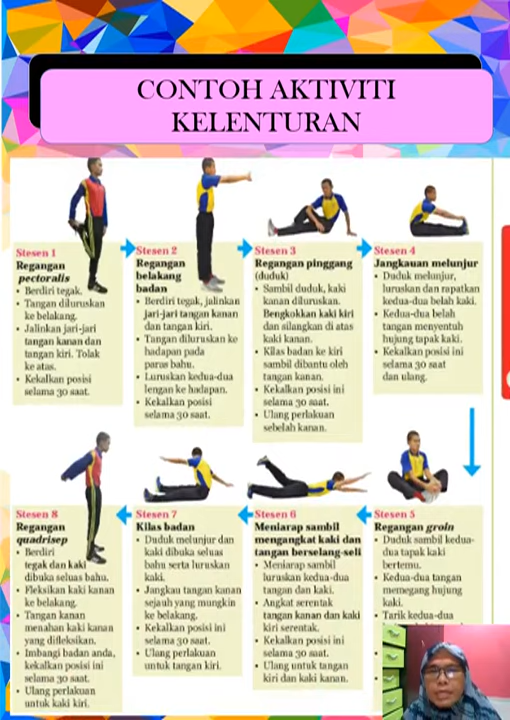 CONTOH AKTIVITI
KELENTURAN
Stesen 1
Regangan
pectoralis
• Berdiri tegak.
• Tangan diluruskan
ke belakang.
• Jalinkan jari-jari
tangan kanan dan
tangan kiri. Tolak
ke atas.
• Kekalkan posisi
selama 30 saat.
Stesen 2
Regangan
belakang
badan
• Berdiri tegak, jalinkan
jari-jari tangan kanan
dan tangan kiri.
• Tangan diluruskan ke
hadapan pada
paras bahu.
• Luruskan kedua-dua
lengan ke hadapan.
• Kekalkan posisi
selama 30 saat.
Stesen 3
Regangan pinggang
(duduk)
• Sambil duduk, kaki
kanan diluruskan.
Bengkokkan kaki kiri
dan silangkan di atas
kaki kanan.
• Kilas badan ke kiri
sambil dibantu oleh
tangan kanan.
• Kekalkan posisi ini
selama 30 saat.
• Ulang perlakuan
sebelah kanan.
Stesen 4
Jangkauan melunjur
• Duduk melunjur,
luruskan dan rapatkan
kedua-dua belah kaki.
• Kedua-dua belah
tangan menyentuh
hujung tapak kaki.
• Kekalkan posisi ini
selama 30 saat
dan ulang.
Stesen 8
Regangan
quadrisep
• Berdiri
tegak dan kaki
dibuka seluas bahu.
• Fleksikan kaki kanan
ke belakang.
• Tangan kanan
menahan kaki kanan
yang difleksikan.
• Imbangi badan anda,
kekalkan posisi ini
selama 30 saat.
• Ulang perlakuan
untuk kaki kiri.
Stesen 7
Kilas badan
• Duduk melunjur dan
kaki dibuka seluas
bahu serta luruskan
kaki.
• Jangkau tangan kanan
sejauh yang mungkin
ke belakang.
• Kekalkan posisi ini
selama 30 saat.
• Ulang perlakuan
untuk tangan kiri.
Stesen 6
Meniarap sambil
mengangkat kaki dan
tangan berselang-seli
• Meniarap sambil
luruskan kedua-dua
tangan dan kaki.
• Angkat serentak
tangan kanan dan kaki
kiri serentak.
• Kekalkan posisi ini
selama 30 saat.
• Ulang untuk tangan
kiri dan kaki kanan.
Stesen 5
Regangan groin
• Duduk sambil kedua-
dua tapak kaki
bertemu.
• Kedua-dua tangan
memegang hujung
kaki.
• Tarik kedua-dua